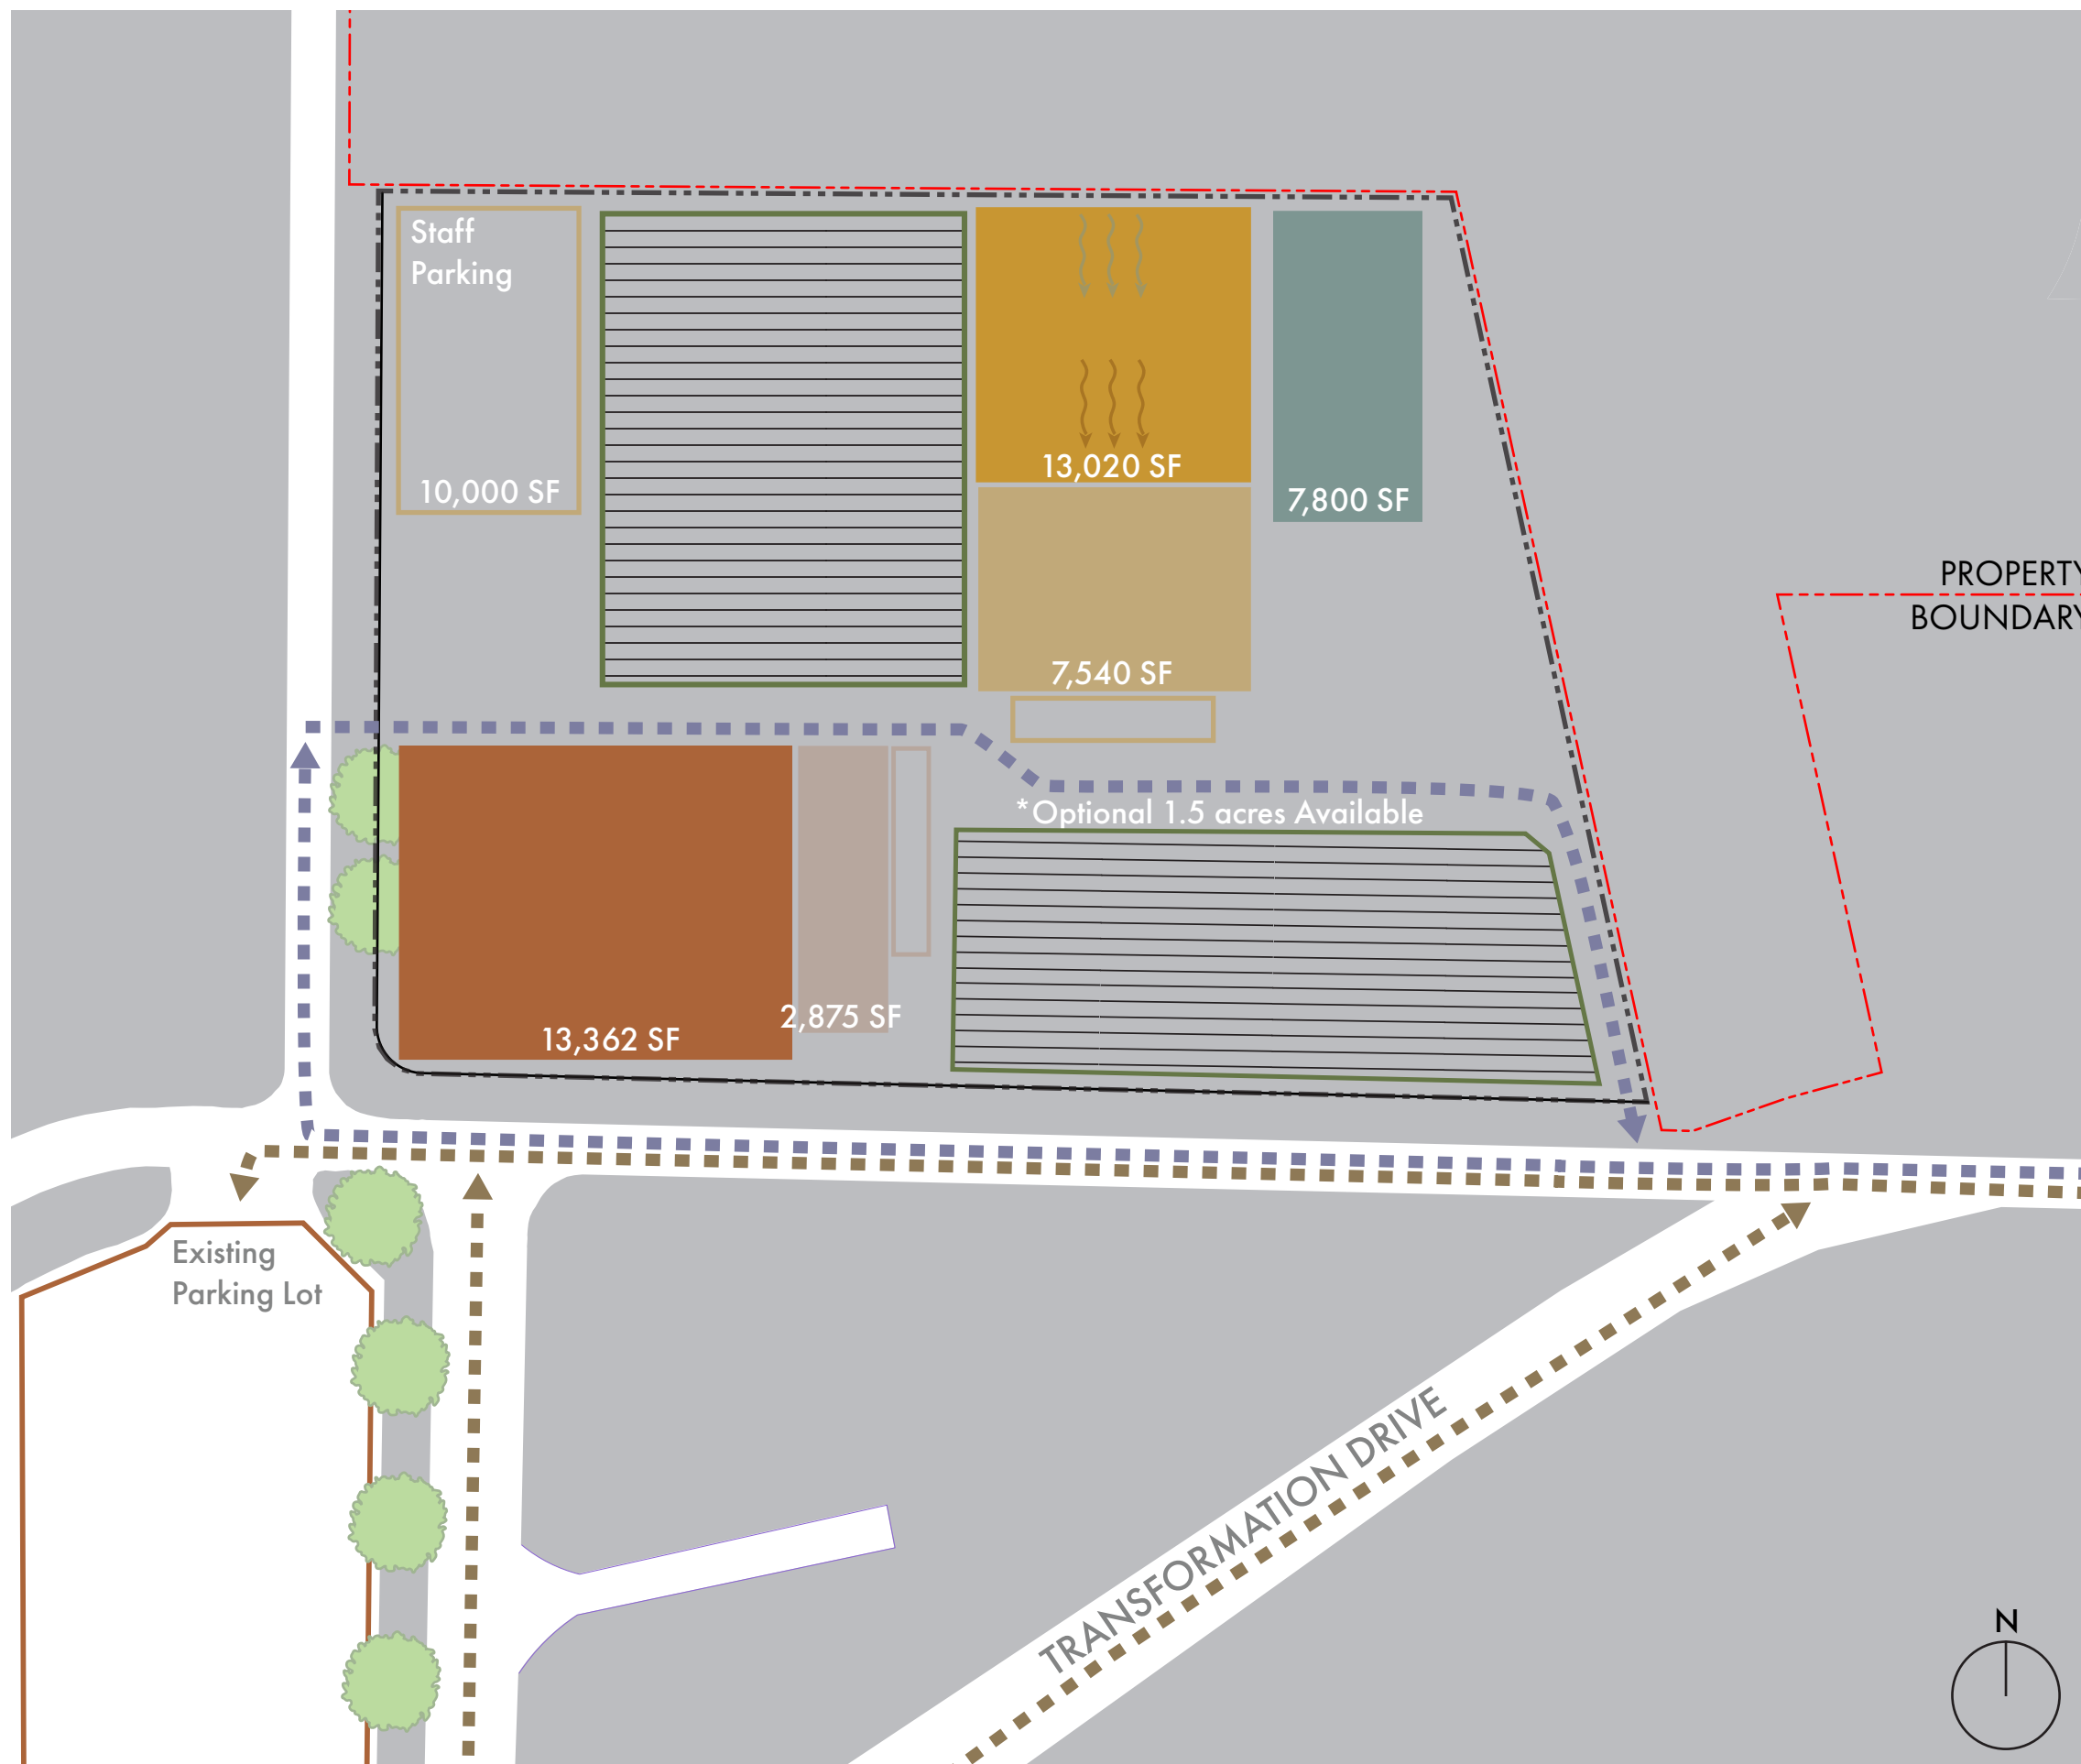 Staff
Parking
10,000 SF
13,020 SF
7,800 SF
7,540 SF
PROPERTY
BOUNDARY
*Optional 1.5 acres Available
13,362 SF
2,875 SF
Existing
Parking Lot
TRANSFORMATION DRIVE
N